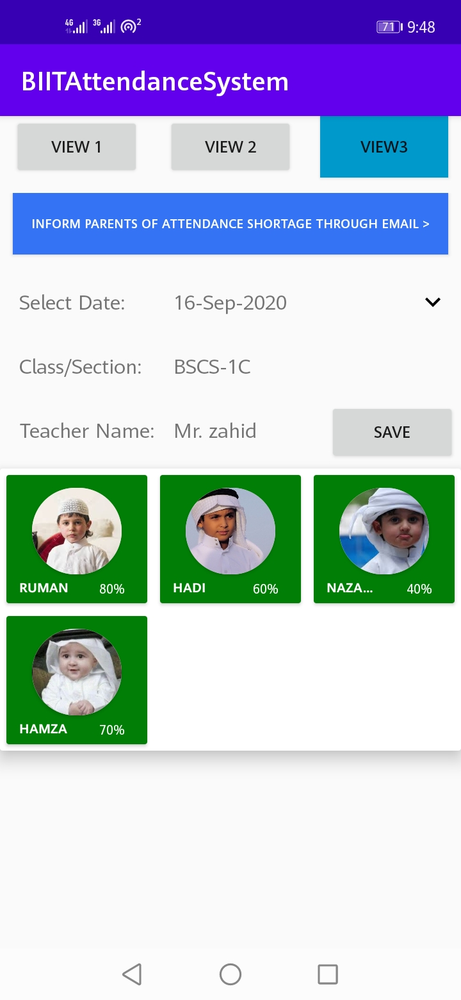 4G 3G 2 71 9:48
BIITAttendanceSystem
VIEW 1 VIEW 2 VIEW3
INFORM PARENTS OF ATTENDANCE SHORTAGE THROUGH EMAIL >
Select Date: 16-Sep-2020
Class/Section: BSCS-1C
Teacher Name: Mr. zahid SAVE
RUMAN 80% HADI 60% NAZA... 40%
HAMZA 70%